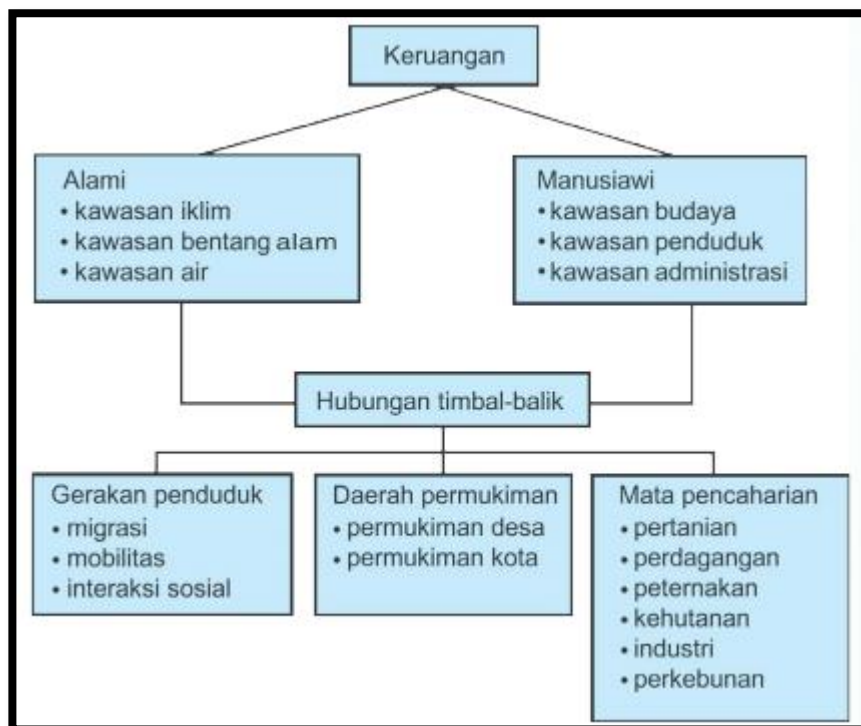 Keruangan
Alami
• kawasan iklim
• kawasan bentang alam
• kawasan air
Manusiawi
• kawasan budaya
• kawasan penduduk
• kawasan administrasi
Hubungan timbal-balik
Gerakan penduduk
• migrasi
• mobilitas
• interaksi sosial
Daerah permukiman
• permukiman desa
• permukiman kota
Mata pencaharian
• pertanian
• perdagangan
• peternakan
• kehutanan
• industri
• perkebunan